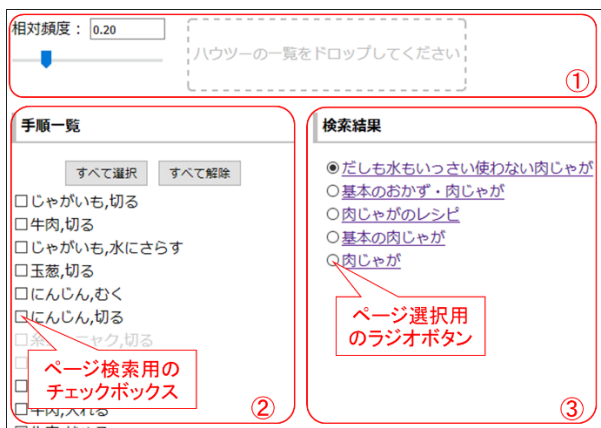 相対頻度： 0.20
ハウツーの一覧をドロップしてください
①
手順一覧
すべて選択 すべて解除
□じゃがいも,切る
□牛肉,切る
□じゃがいも,水にさらす
□玉葱,切る
□にんじん,むく
□にんじん,切る
ページ検索用の
チェックボックス
②
検索結果
だしも水もいっさい使わない肉じゃが
基本のおかず・肉じゃが
肉じゃがのレシピ
基本の肉じゃが
肉じゃが
ページ選択用
のラジオボタン
③